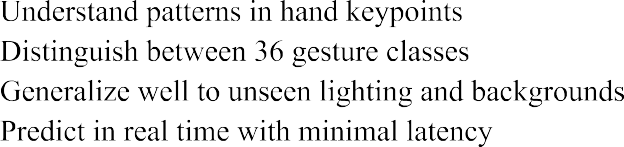 Understand patterns in hand keypoints
Distinguish between 36 gesture classes
Generalize well to unseen lighting and backgrounds
Predict in real time with minimal latency